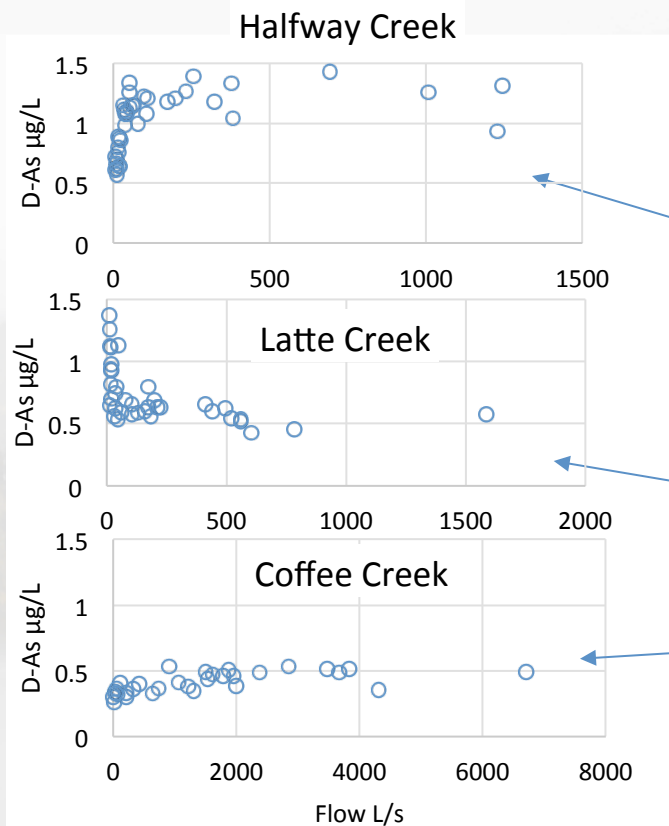 Halfway Creek
D-As µg/L
1.5
1
0.5
0
0 500 1000 1500
Latte Creek
D-As µg/L
1.5
1
0.5
0
0 500 1000 1500 2000
Coffee Creek
D-As µg/L
1.5
1
0.5
0
0 2000 4000 6000 8000
Flow L/s